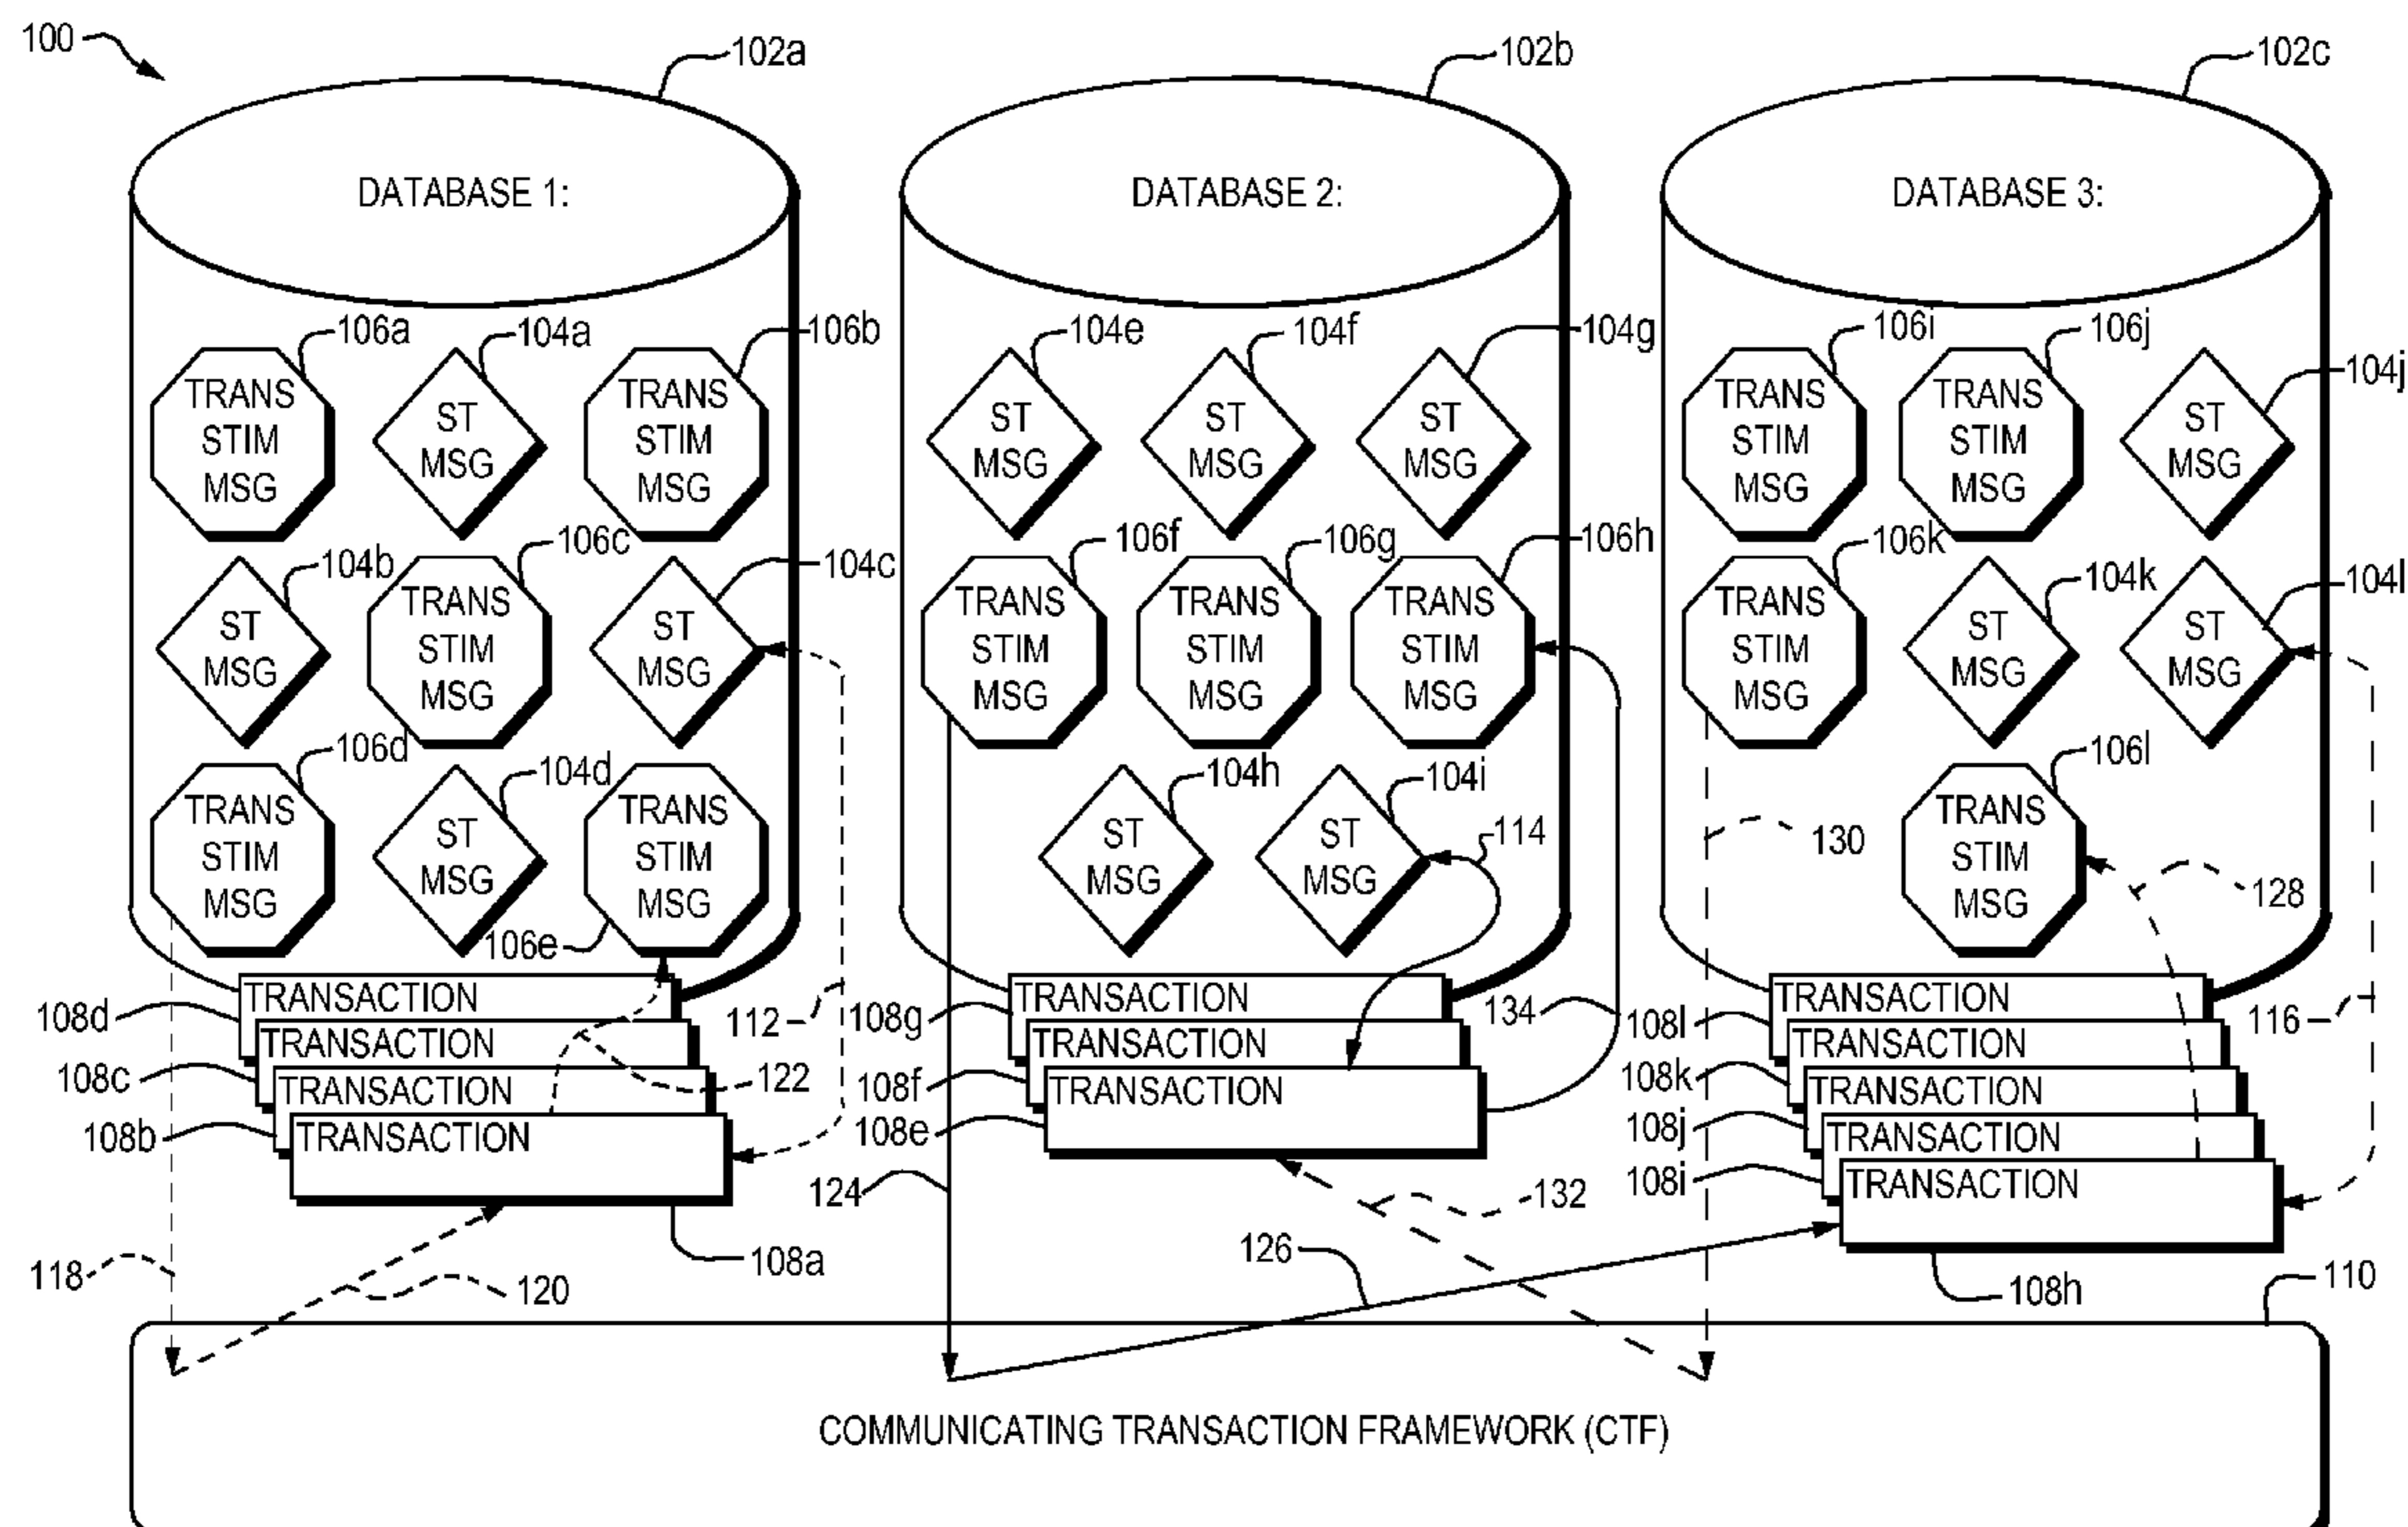 100
102a
102b
102c
DATABASE 1:
DATABASE 2:
DATABASE 3:
106a
104a
106b
104e
104f
104g
106i
106j
104j
TRANS
STIM
MSG
ST
MSG
TRANS
STIM
MSG
ST
MSG
ST
MSG
ST
MSG
TRANS
STIM
MSG
TRANS
STIM
MSG
ST
MSG
104b
106c
104c
106f
106g
106h
106k
104k
104l
ST
MSG
TRANS
STIM
MSG
ST
MSG
TRANS
STIM
MSG
TRANS
STIM
MSG
TRANS
STIM
MSG
TRANS
STIM
MSG
ST
MSG
ST
MSG
106d
104d
106e
104h
104i
114
130
106l
128
TRANS
STIM
MSG
ST
MSG
TRANS
STIM
MSG
ST
MSG
ST
MSG
TRANS
STIM
MSG
108d
TRANSACTION
108c
TRANSACTION
108b
TRANSACTION
TRANSACTION
112
122
108g
TRANSACTION
108f
TRANSACTION
108e
TRANSACTION
134
108l
TRANSACTION
108k
TRANSACTION
108j
TRANSACTION
108i
TRANSACTION
TRANSACTION
116
118
120
108a
124
126
132
108h
110
COMMUNICATING TRANSACTION FRAMEWORK (CTF)